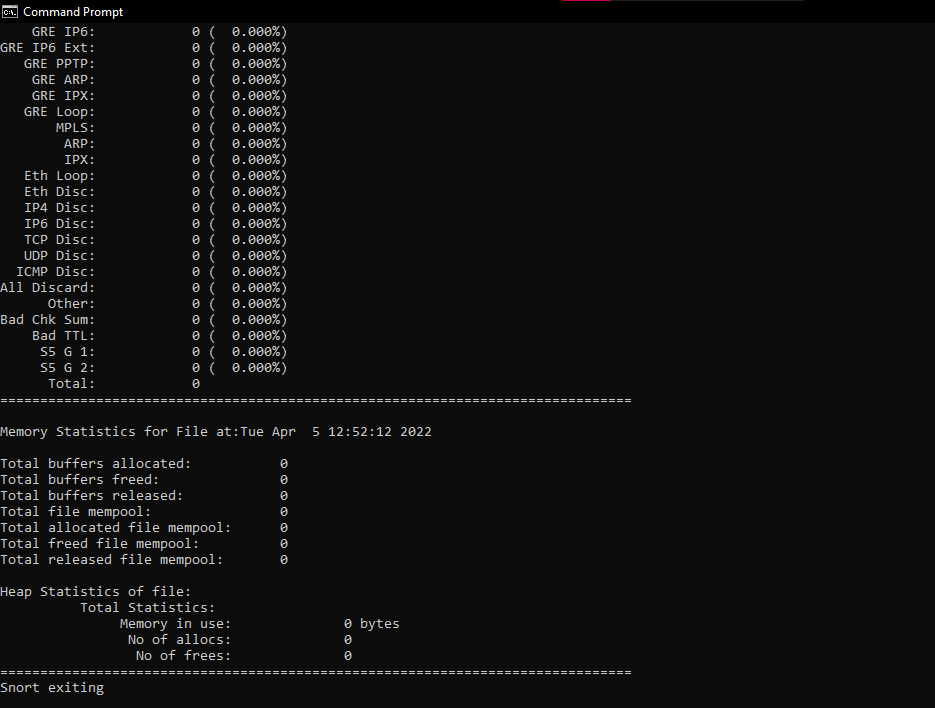 Command Prompt
GRE IP6: 0 ( 0.000%)
GRE IP6 Ext: 0 ( 0.000%)
GRE PPTP: 0 ( 0.000%)
GRE ARP: 0 ( 0.000%)
GRE IPX: 0 ( 0.000%)
GRE Loop: 0 ( 0.000%)
MPLS: 0 ( 0.000%)
ARP: 0 ( 0.000%)
IPX: 0 ( 0.000%)
Eth Loop: 0 ( 0.000%)
Eth Disc: 0 ( 0.000%)
IP4 Disc: 0 ( 0.000%)
IP6 Disc: 0 ( 0.000%)
TCP Disc: 0 ( 0.000%)
UDP Disc: 0 ( 0.000%)
ICMP Disc: 0 ( 0.000%)
All Discard: 0 ( 0.000%)
Other: 0 ( 0.000%)
Bad Chk Sum: 0 ( 0.000%)
Bad TTL: 0 ( 0.000%)
S5 G 1: 0 ( 0.000%)
S5 G 2: 0 ( 0.000%)
Total: 0
===============================================================================
Memory Statistics for File at:Tue Apr  5 12:52:12 2022
Total buffers allocated: 0
Total buffers freed: 0
Total buffers released: 0
Total file mempool: 0
Total allocated file mempool: 0
Total freed file mempool: 0
Total released file mempool: 0
Heap Statistics of file:
Total Statistics:
Memory in use: 0 bytes
No of allocs: 0
No of frees: 0
===============================================================================
Snort exiting